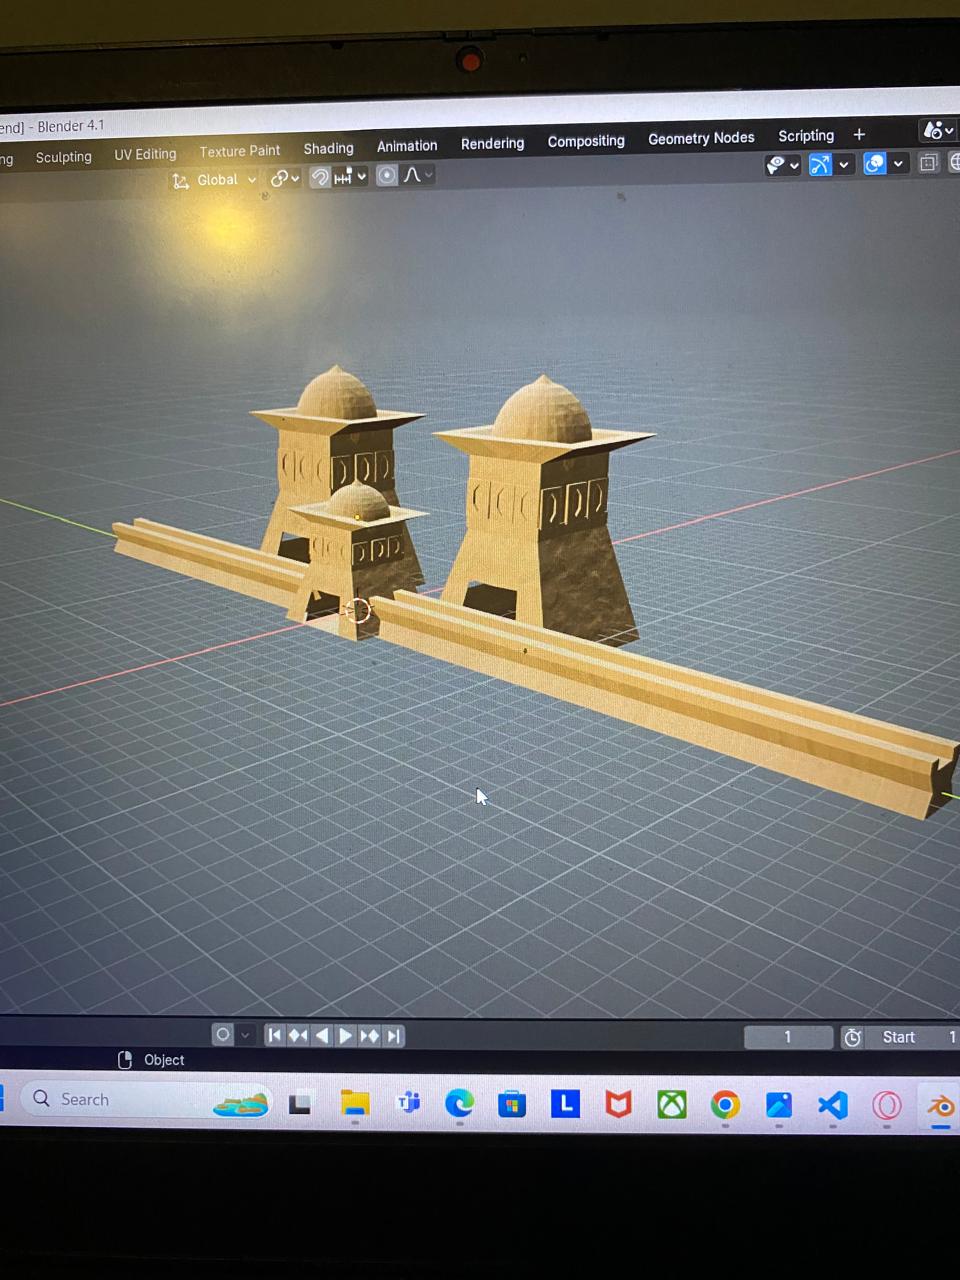 end] - Blender 4.1
ng Sculpting UV Editing Texture Paint Shading Animation Rendering Compositing Geometry Nodes Scripting +
Global
1 Start 1
Object
Search
T
L